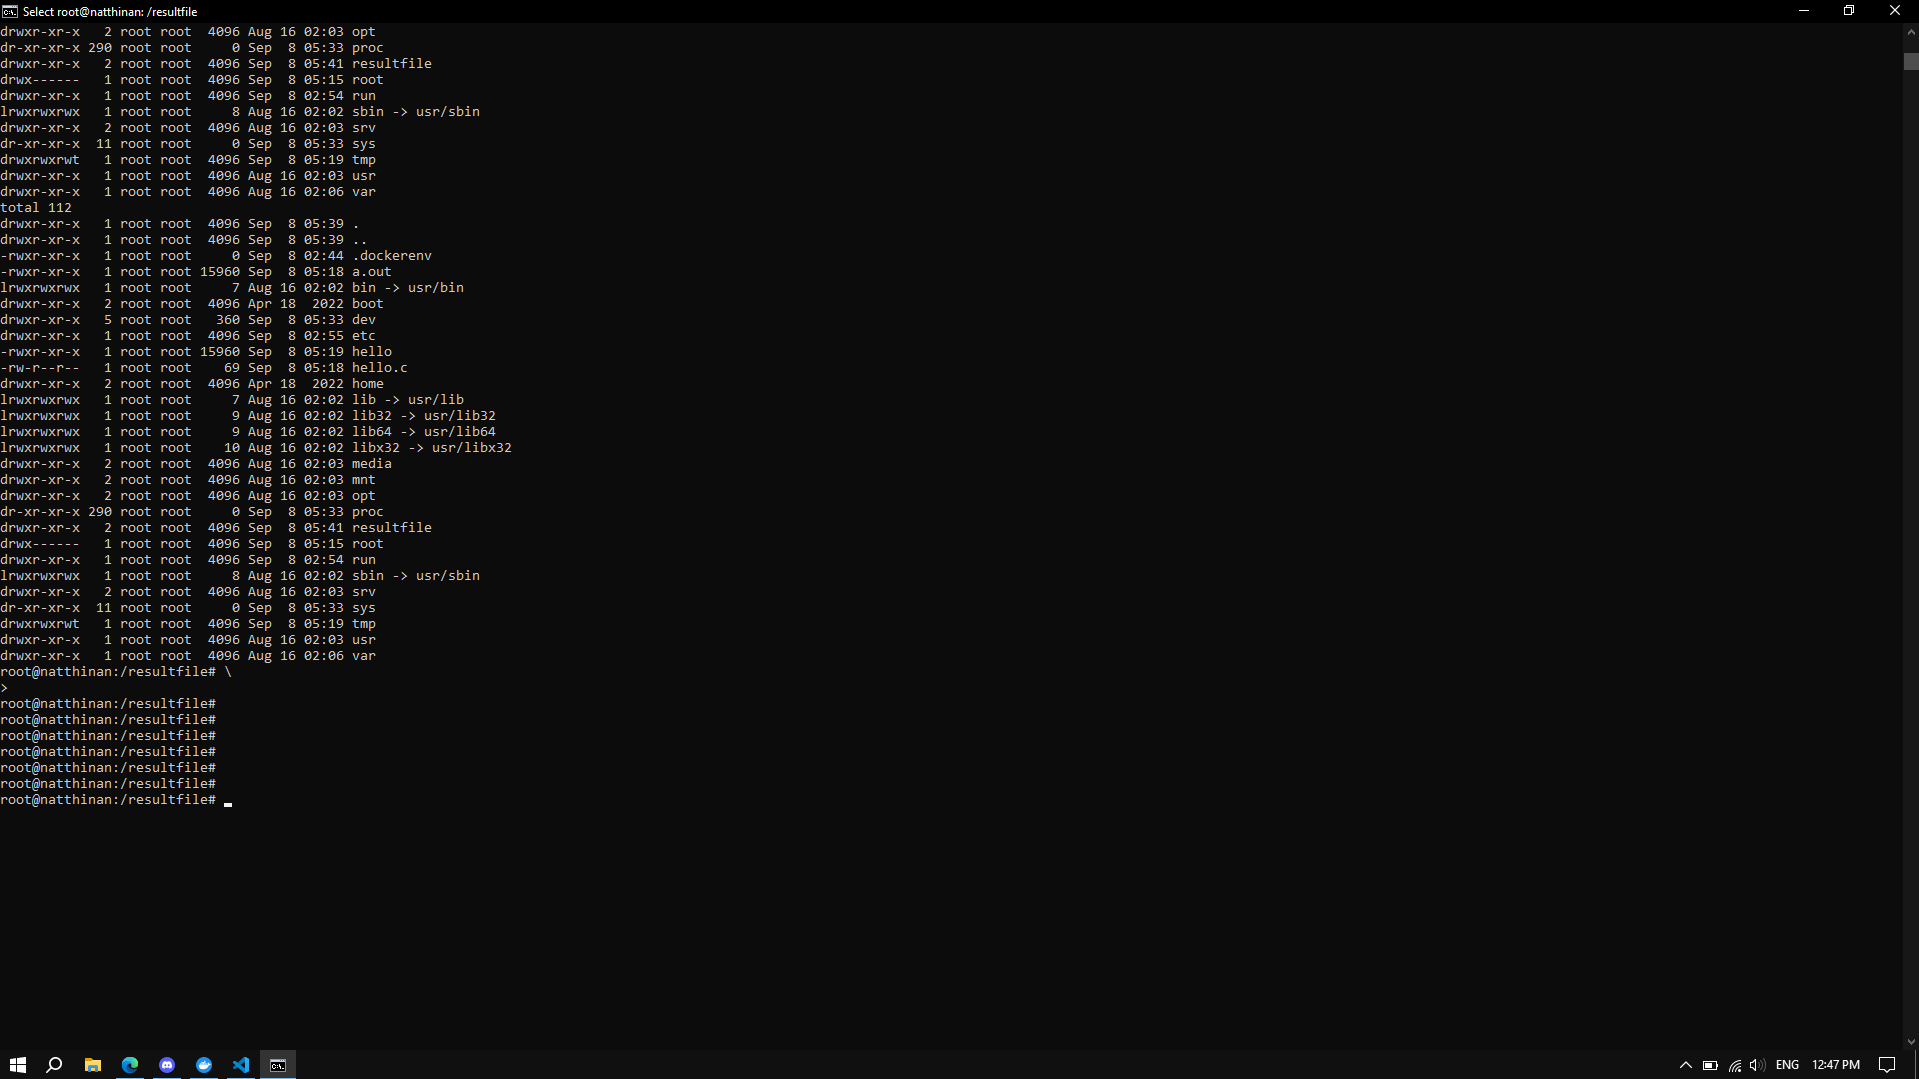 Select root@natthinan: /resultfile
drwxr-xr-x   2 root root  4096 Aug 16 02:03 opt
dr-xr-xr-x 290 root root     0 Sep  8 05:33 proc
drwxr-xr-x   2 root root  4096 Sep  8 05:41 resultfile
drwx------   1 root root  4096 Sep  8 05:15 root
drwxr-xr-x   1 root root  4096 Sep  8 02:54 run
lrwxrwxrwx   1 root root     8 Aug 16 02:02 sbin -> usr/sbin
drwxr-xr-x   2 root root  4096 Aug 16 02:03 srv
dr-xr-xr-x  11 root root     0 Sep  8 05:33 sys
drwxrwxrwt   1 root root  4096 Sep  8 05:19 tmp
drwxr-xr-x   1 root root  4096 Aug 16 02:03 usr
drwxr-xr-x   1 root root  4096 Aug 16 02:06 var
total 112
drwxr-xr-x   1 root root  4096 Sep  8 05:39 .
drwxr-xr-x   1 root root  4096 Sep  8 05:39 ..
-rwxr-xr-x   1 root root     0 Sep  8 02:44 .dockerenv
-rwxr-xr-x   1 root root 15960 Sep  8 05:18 a.out
lrwxrwxrwx   1 root root     7 Aug 16 02:02 bin -> usr/bin
drwxr-xr-x   2 root root  4096 Apr 18  2022 boot
drwxr-xr-x   5 root root   360 Sep  8 05:33 dev
drwxr-xr-x   1 root root  4096 Sep  8 02:55 etc
-rwxr-xr-x   1 root root 15960 Sep  8 05:19 hello
-rw-r--r--   1 root root    69 Sep  8 05:18 hello.c
drwxr-xr-x   2 root root  4096 Apr 18  2022 home
lrwxrwxrwx   1 root root     7 Aug 16 02:02 lib -> usr/lib
lrwxrwxrwx   1 root root     9 Aug 16 02:02 lib32 -> usr/lib32
lrwxrwxrwx   1 root root     9 Aug 16 02:02 lib64 -> usr/lib64
lrwxrwxrwx   1 root root    10 Aug 16 02:02 libx32 -> usr/libx32
drwxr-xr-x   2 root root  4096 Aug 16 02:03 media
drwxr-xr-x   2 root root  4096 Aug 16 02:03 mnt
drwxr-xr-x   2 root root  4096 Aug 16 02:03 opt
dr-xr-xr-x 290 root root     0 Sep  8 05:33 proc
drwxr-xr-x   2 root root  4096 Sep  8 05:41 resultfile
drwx------   1 root root  4096 Sep  8 05:15 root
drwxr-xr-x   1 root root  4096 Sep  8 02:54 run
lrwxrwxrwx   1 root root     8 Aug 16 02:02 sbin -> usr/sbin
drwxr-xr-x   2 root root  4096 Aug 16 02:03 srv
dr-xr-xr-x  11 root root     0 Sep  8 05:33 sys
drwxrwxrwt   1 root root  4096 Sep  8 05:19 tmp
drwxr-xr-x   1 root root  4096 Aug 16 02:03 usr
drwxr-xr-x   1 root root  4096 Aug 16 02:06 var
root@natthinan:/resultfile# \
>
root@natthinan:/resultfile#
root@natthinan:/resultfile#
root@natthinan:/resultfile#
root@natthinan:/resultfile#
root@natthinan:/resultfile#
root@natthinan:/resultfile#
root@natthinan:/resultfile#
ENG 12:47 PM